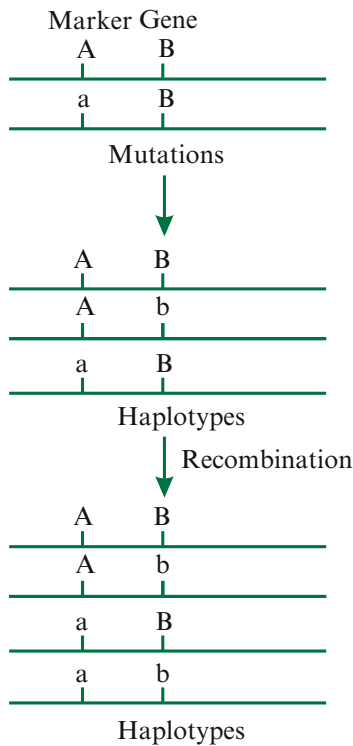 Marker Gene
A B
a B
Mutations
A B
A b
a B
Haplotypes
Recombination
A B
A b
a B
a b
Haplotypes